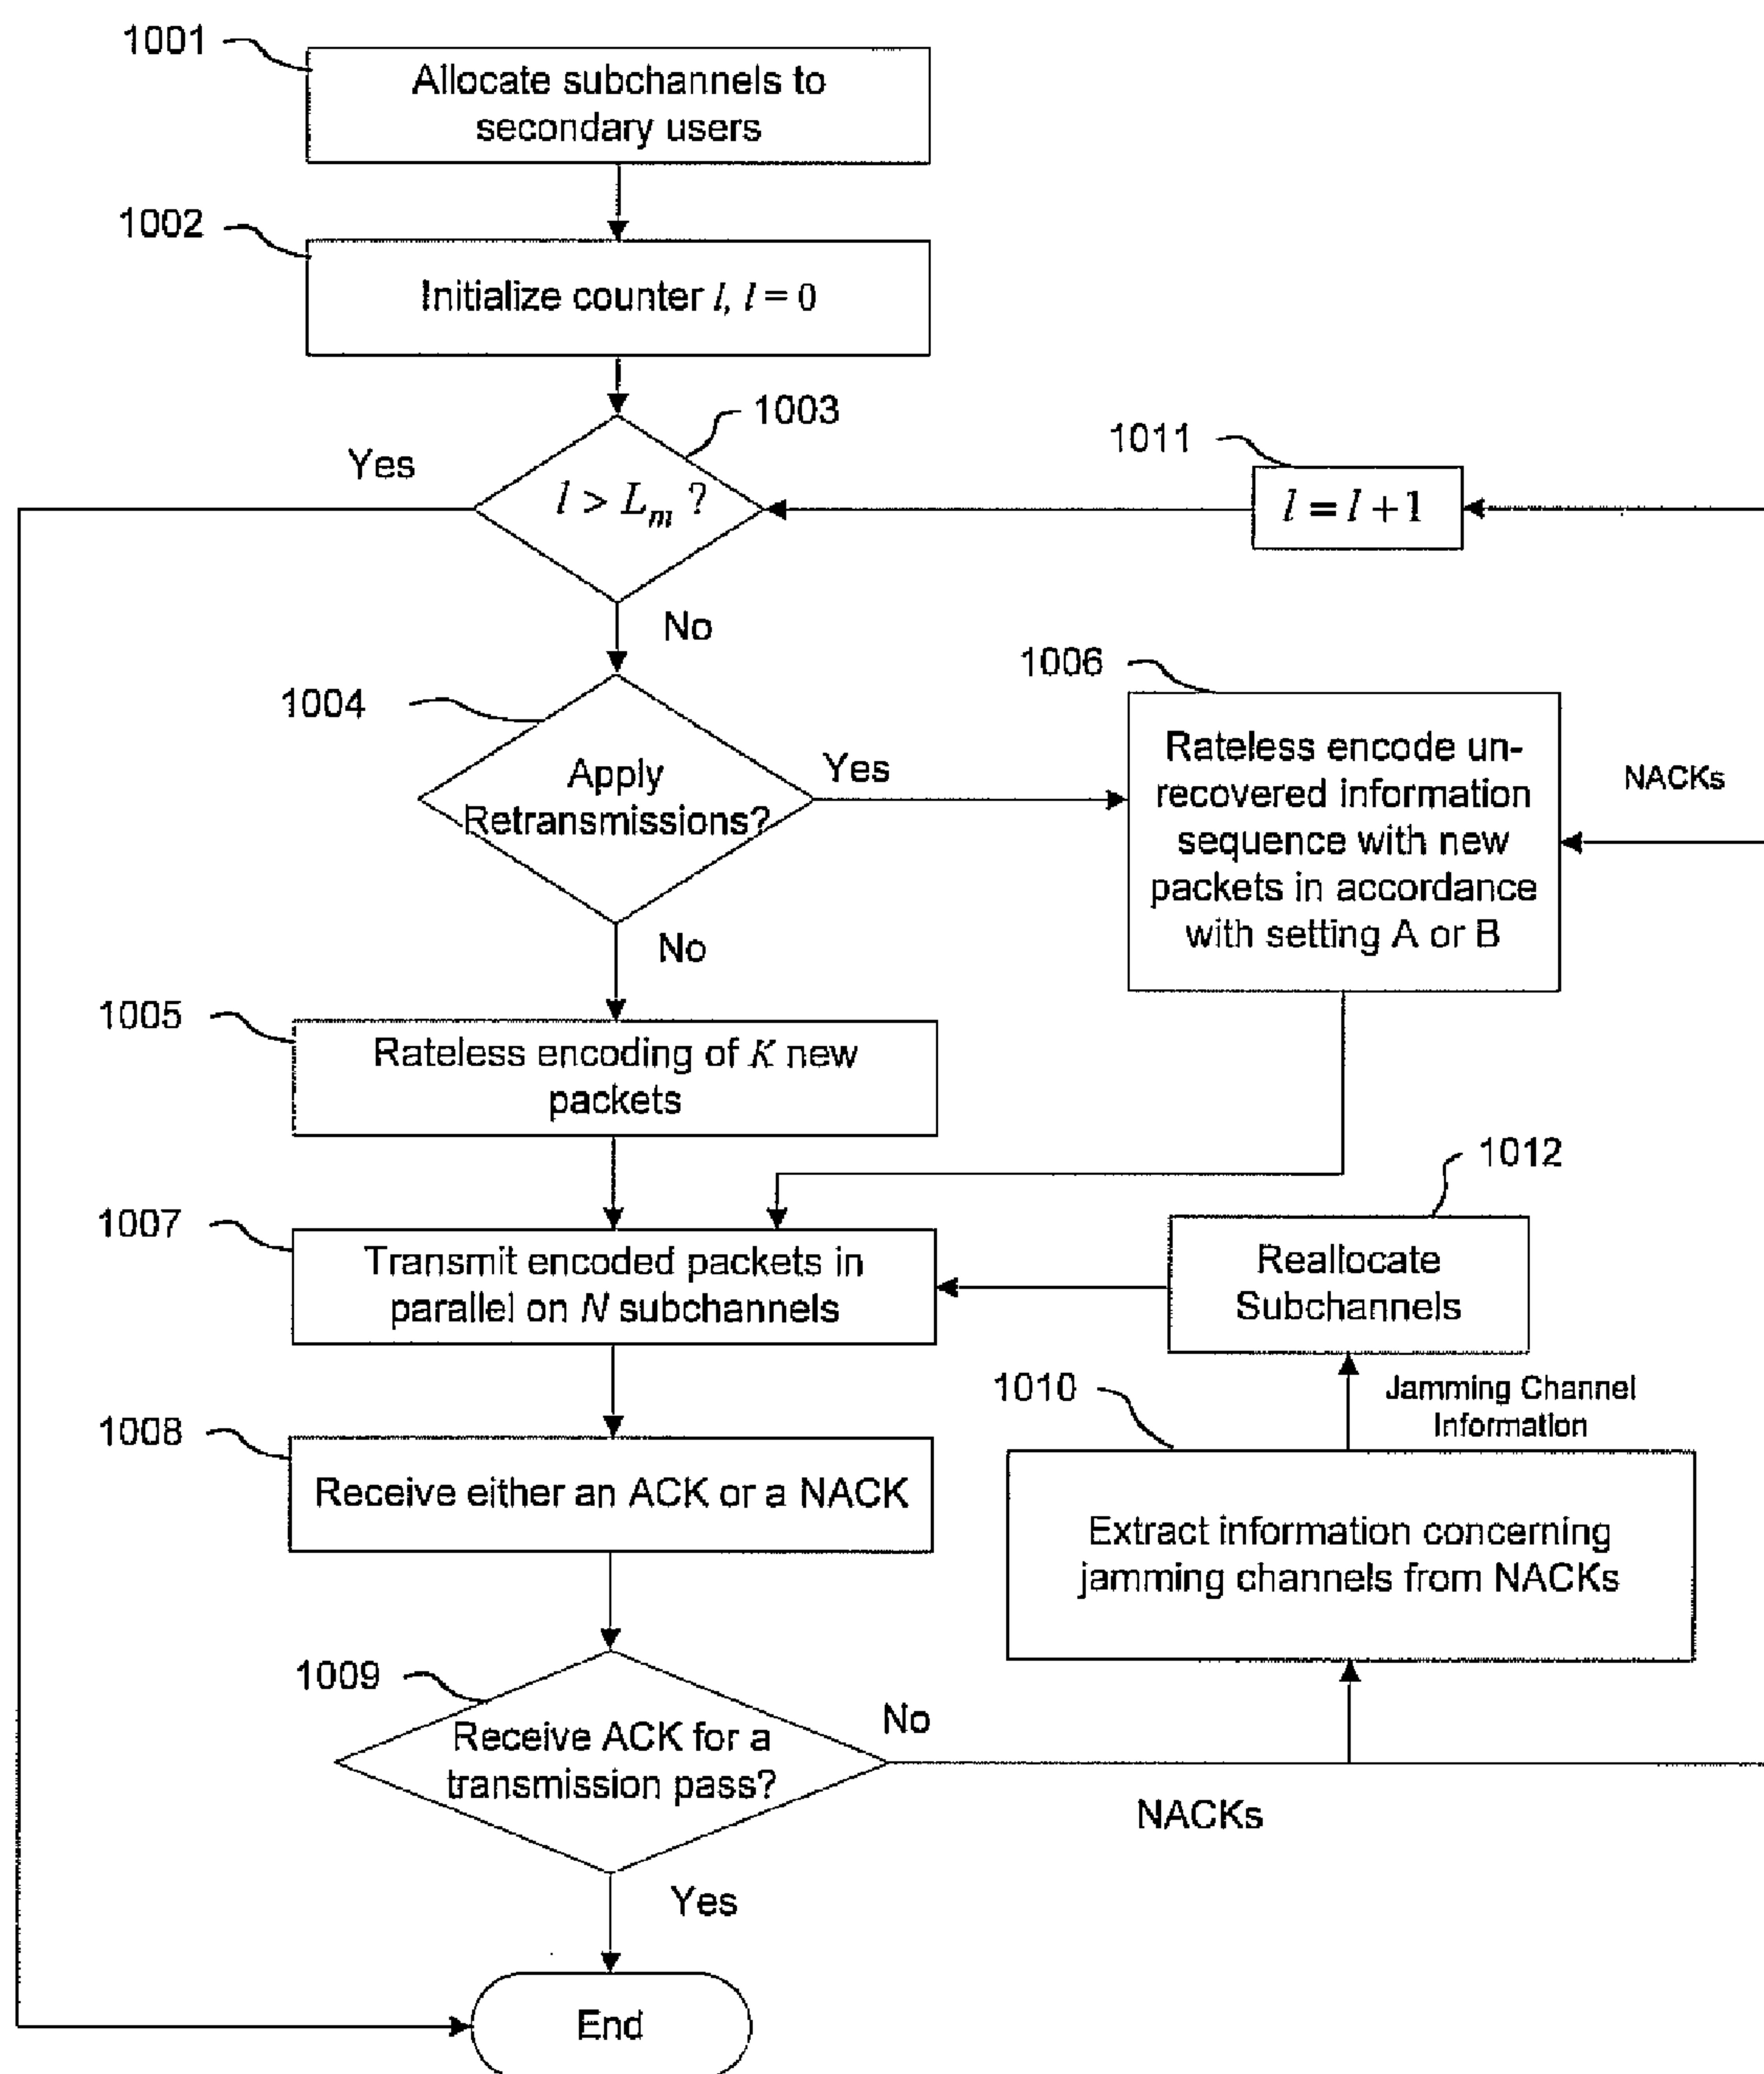 1001
Allocate subchannels to
secondary users
1002
Initialize counter l, l = 0
1003
Yes
l > Lm ?
1011
l = l + 1
No
1004
Apply
Retransmissions?
Yes
1006
Rateless encode un-
recovered information
sequence with new
packets in accordance
with setting A or B
NACKs
No
1005
Rateless encoding of K new
packets
1012
1007
Transmit encoded packets in
parallel on N subchannels
Reallocate
Subchannels
1010
Jamming Channel
Information
1008
Receive either an ACK or a NACK
Extract information concerning
jamming channels from NACKs
1009
Receive ACK for a
transmission pass?
No
NACKs
Yes
End